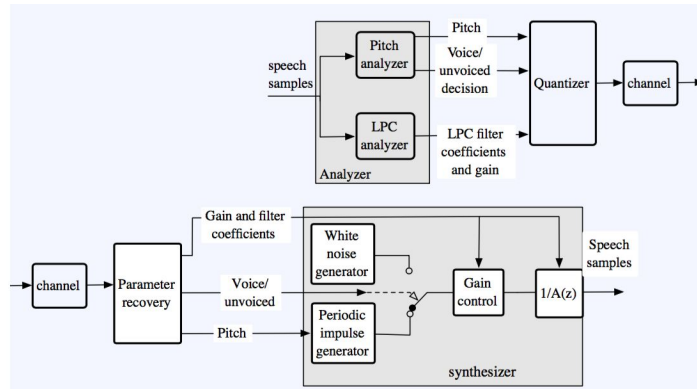 Pitch
Pitch
analyzer
Voice/
unvoiced
decision
speech
samples
Quantizer
channel
LPC
analyzer
LPC filter
coefficients
and gain
Analyzer
Gain and filter
coefficients
White
noise
generator
Speech
samples
channel
Parameter
recovery
Voice/
unvoiced
Gain
control
1/A(z)
Pitch
Periodic
impulse
generator
synthesizer